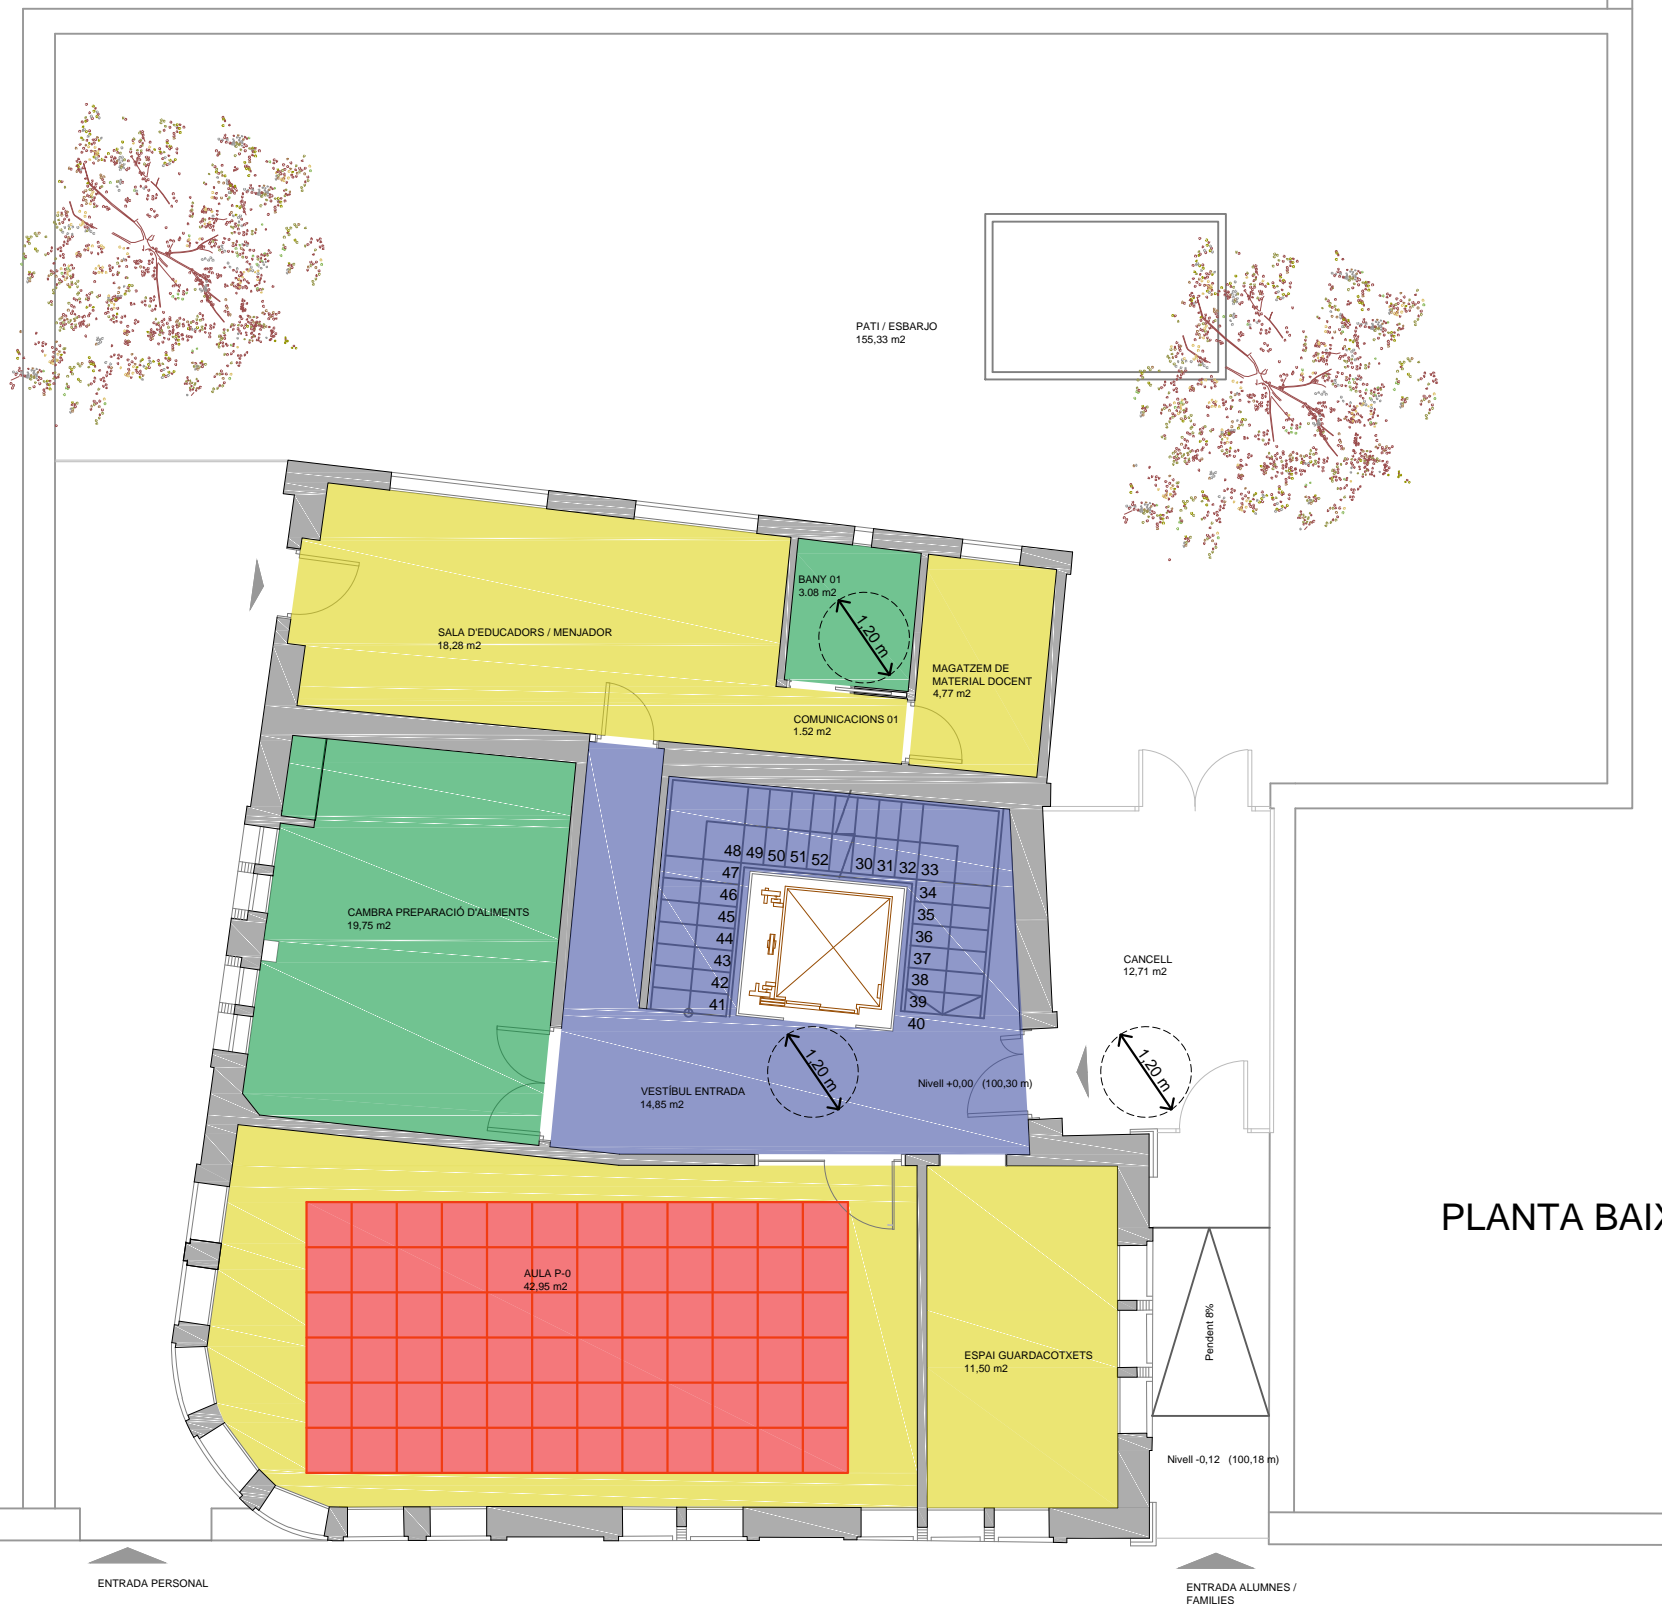 PATI / ESBARJO
155,33 m2
BANY 01
3.08 m2
1,20 m
SALA D'EDUCADORS / MENJADOR
18,28 m2
MAGATZEM DE
MATERIAL DOCENT
4,77 m2
COMUNICACIONS 01
1.52 m2
48 49 50 51 52 30 31 32 33
47
46
45
44
43
42
41
34
35
36
37
38
39
40
CAMBRA PREPARACIÓ D'ALIMENTS
19,75 m2
CANCELL
12,71 m2
1,20 m
1,20 m
VESTÍBUL ENTRADA
14,85 m2
Nivell +0,00 (100,30 m)
PLANTA BAIX
AULA P-0
42,95 m2
ESPAI GUARDACOTXETS
11,50 m2
Pendent 8%
Nivell -0,12 (100,18 m)
ENTRADA PERSONAL
ENTRADA ALUMNES /
FAMILIES